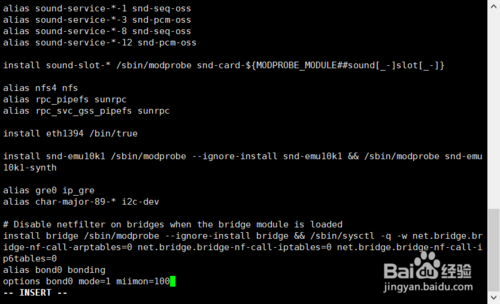 alias sound-service-*-1 snd-seq-oss
alias sound-service-*-3 snd-pcm-oss
alias sound-service-*-8 snd-seq-oss
alias sound-service-*-12 snd-pcm-oss
install sound-slot-* /sbin/modprobe snd-card-${MODPROBE_MODULE##sound[_-]slot[_-]}
alias nfs4 nfs
alias rpc_pipefs sunrpc
alias rpc_svc_gss_pipefs sunrpc
install eth1394 /bin/true
install snd-emu10k1 /sbin/modprobe --ignore-install snd-emu10k1 && /sbin/modprobe snd-emu
10k1-synth
alias gre0 ip_gre
alias char-major-89-* i2c-dev
# Disable netfilter on bridges when the bridge module is loaded
install bridge /sbin/modprobe --ignore-install bridge && /sbin/sysctl -q -w net.bridge.br
idge-nf-call-arptables=0 net.bridge.bridge-nf-call-iptables=0 net.bridge.bridge-nf-call-i
p6tables=0
alias bond0 bonding
options bond0 mode=1 miimon=100
-- INSERT --
Baidu 经验
jingyan.baidu.com